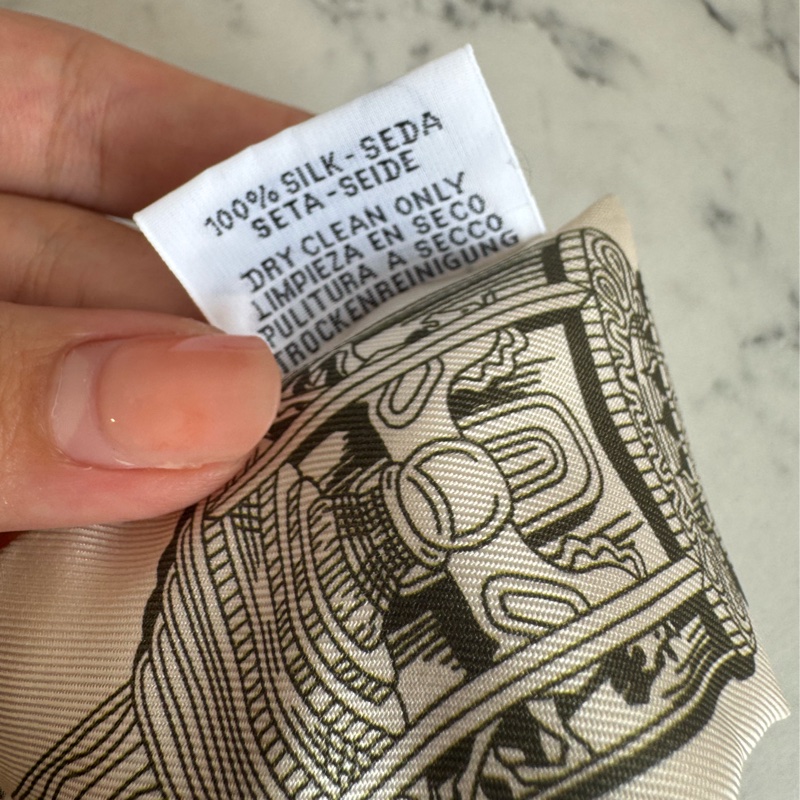 100% SILK-SEDA
SETA-SEIDE
DRY CLEAN ONLY
LIMPIEZA EN SECO
PULITURA A SECCO
TROCKENREINIGUNG